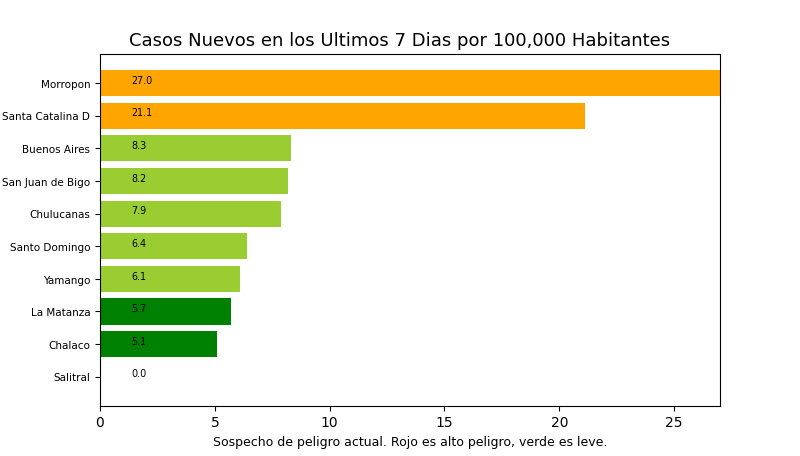 Casos Nuevos en los Ultimos 7 Dias por 100,000 Habitantes
Morropon 27.0
Santa Catalina D 21.1
Buenos Aires 8.3
San Juan de Bigo 8.2
Chulucanas 7.9
Santo Domingo 6.4
Yamango 6.1
La Matanza 5.7
Chalaco 5.1
Salitral 0.0
0 5 10 15 20 25
Sospecho de peligro actual. Rojo es alto peligro, verde es leve.